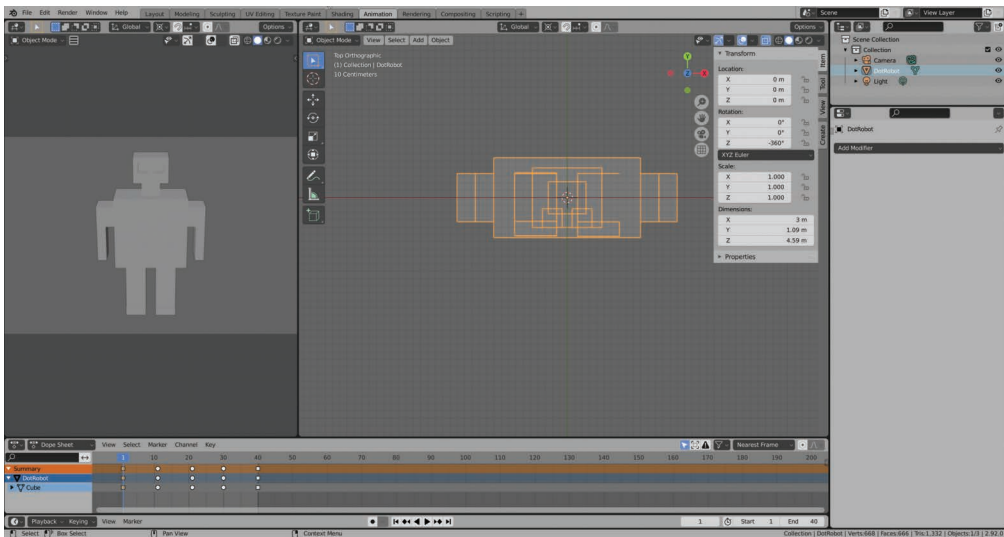 File Edit Render Window Help Layout Modeling Sculpting UV Editing Texture Paint Shading Animation Rendering Compositing Scripting + Scene View Layer
Global Options
Object Mode
Global Options
Object Mode View Select Add Object
Top Orthographic
(1) Collection | DotRobot
10 Centimeters
Y
Z
X
Transform
Location:
X 0 m
Y 0 m
Z 0 m
Rotation:
X 0°
Y 0°
Z -360°
XYZ Euler
Scale:
X 1.000
Y 1.000
Z 1.000
Dimensions:
X 3 m
Y 1.09 m
Z 4.59 m
Properties
Item
Tool
View
Create
Scene Collection
Collection
Camera
DotRobot
Light
DotRobot
Add Modifier
Dope Sheet View Select Marker Channel Key Nearest Frame
1 10 20 30 40 50 60 70 80 90 100 110 120 130 140 150 160 170 180 190 200
Summary
DotRobot
Cube
Playback Keying View Marker 1 Start 1 End 40
Select Box Select Pan View Context Menu Collection | DotRobot | Verts:668 | Faces:666 | Tris:1,332 | Objects:1/3 | 2.92.0